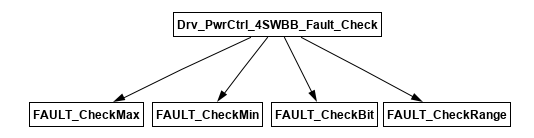 Drv_PwrCtrl_4SWBB_Fault_Check
FAULT_CheckMax
FAULT_CheckMin
FAULT_CheckBit
FAULT_CheckRange